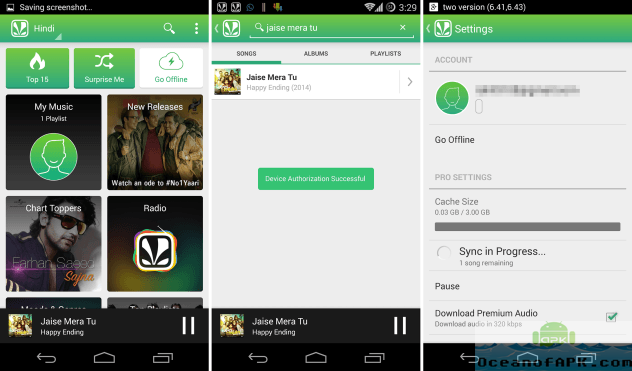 Saving screenshot...
Hindi
Top 15
Surprise Me
Go Offline
My Music
1 Playlist
New Releases
Watch an ode to #No1Yaari
Chart Toppers
Farhan Saeed
Radio
Jaise Mera Tu
Happy Ending
3:29
jaise mera tu
SONGS
ALBUMS
PLAYLISTS
Jaise Mera Tu
Happy Ending (2014)
Device Authorization Successful
Jaise Mera Tu
Happy Ending
two version (6.41,6.43)
Settings
ACCOUNT
Go Offline
PRO SETTINGS
Cache Size
0.03 GB / 3.00 GB
Sync in Progress...
1 song remaining
Pause
Download Premium Audio
Download audio in 320 kbps
apk
OceanofAPK.com